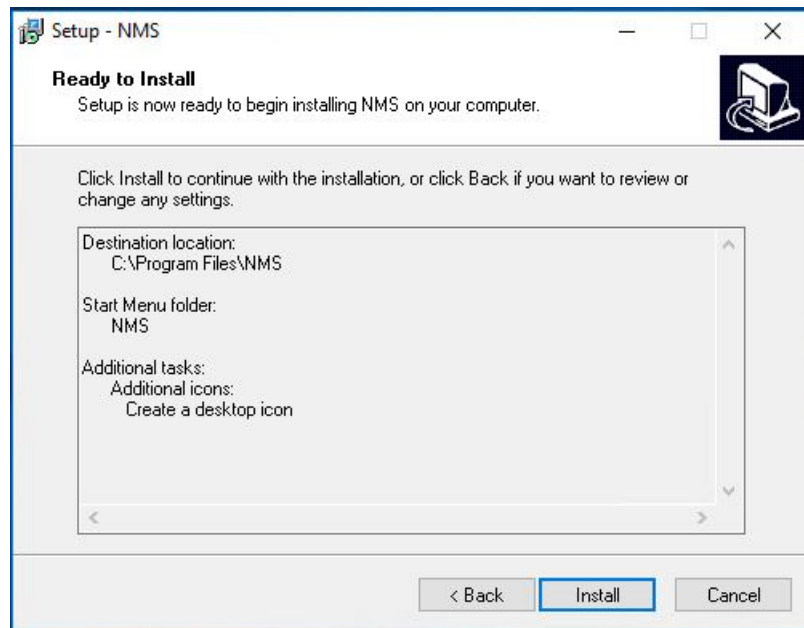 Setup - NMS
Ready to Install
Setup is now ready to begin installing NMS on your computer.
Click Install to continue with the installation, or click Back if you want to review or
change any settings.
Destination location:
C:\Program Files\NMS
Start Menu folder:
NMS
Additional tasks:
Additional icons:
Create a desktop icon
< Back
Install
Cancel